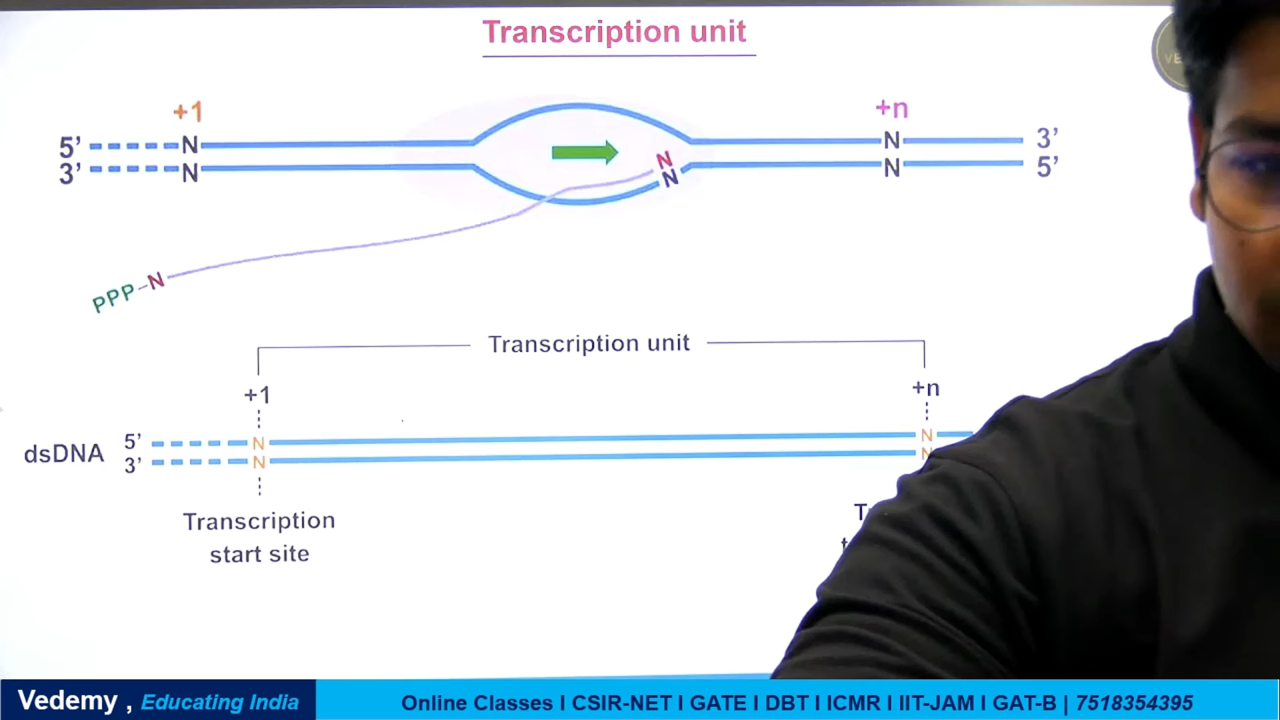 Transcription unit
+1
+n
5’ N N 3’
3’ N N 5’
N
N
PPP-N
Transcription unit
+1
+n
dsDNA
5’ N N
3’ N N
Transcription
start site
Vedemy , Educating India
Online Classes I CSIR-NET I GATE I DBT I ICMR I IIT-JAM I GAT-B | 7518354395